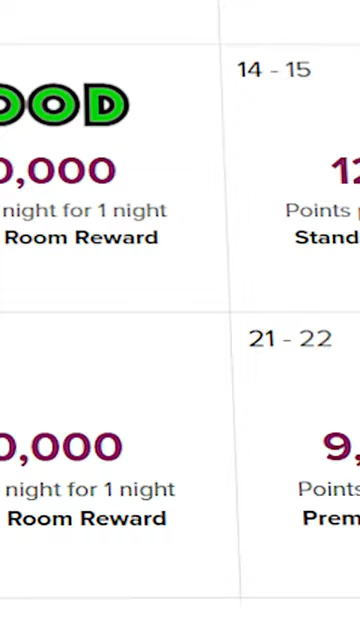 OOD
0,000
night for 1 night
Room Reward
14 - 15
12
Points
Stand
0,000
night for 1 night
Room Reward
21 - 22
9,
Points
Prem